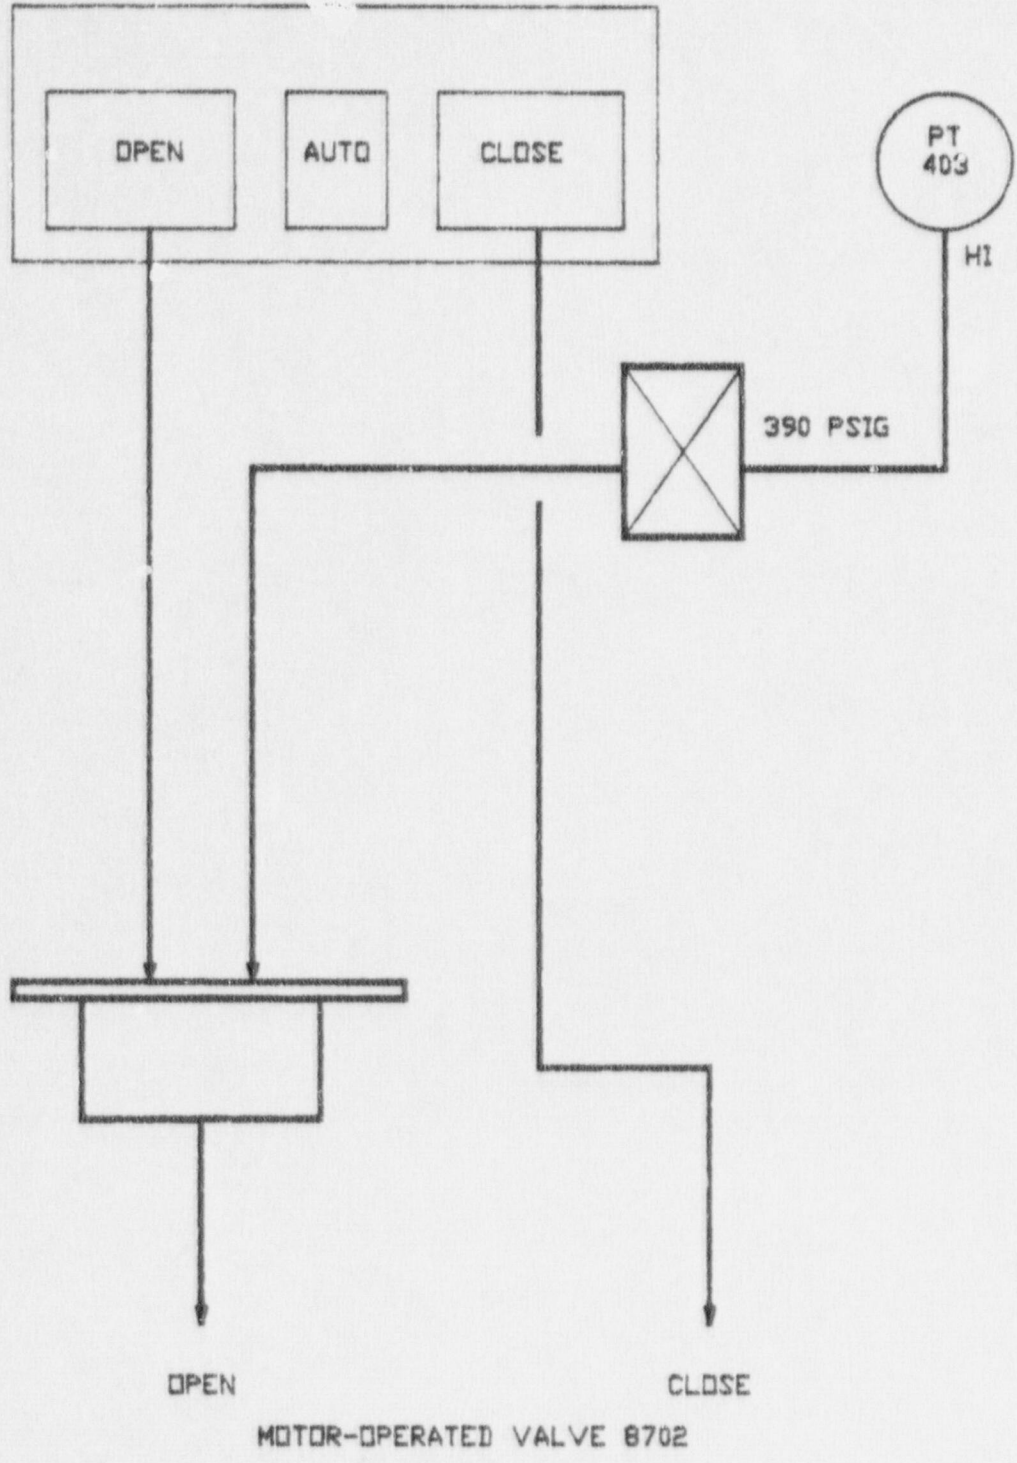 OPEN
AUTO
CLOSE
PT
403
HI
390 PSIG
OPEN
CLOSE
MOTOR-OPERATED VALVE 8702